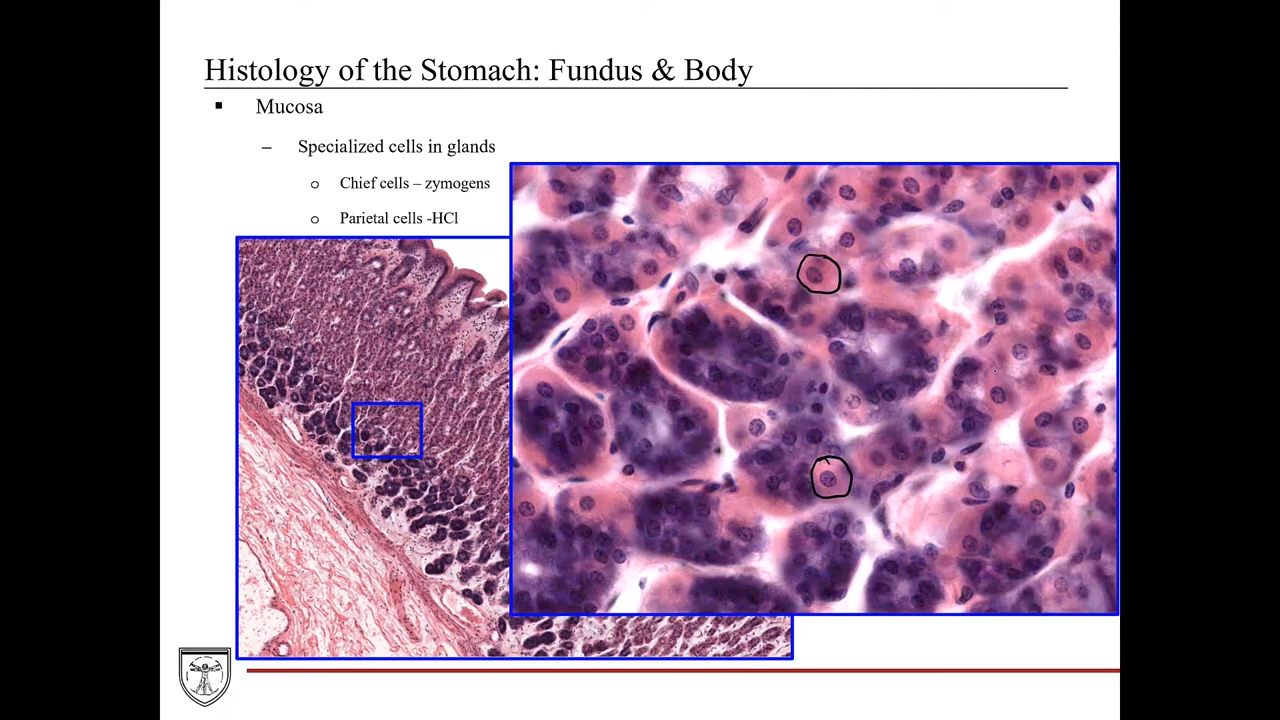 Histology of the Stomach: Fundus & Body
▪ Mucosa
– Specialized cells in glands
o Chief cells – zymogens
o Parietal cells -HCl